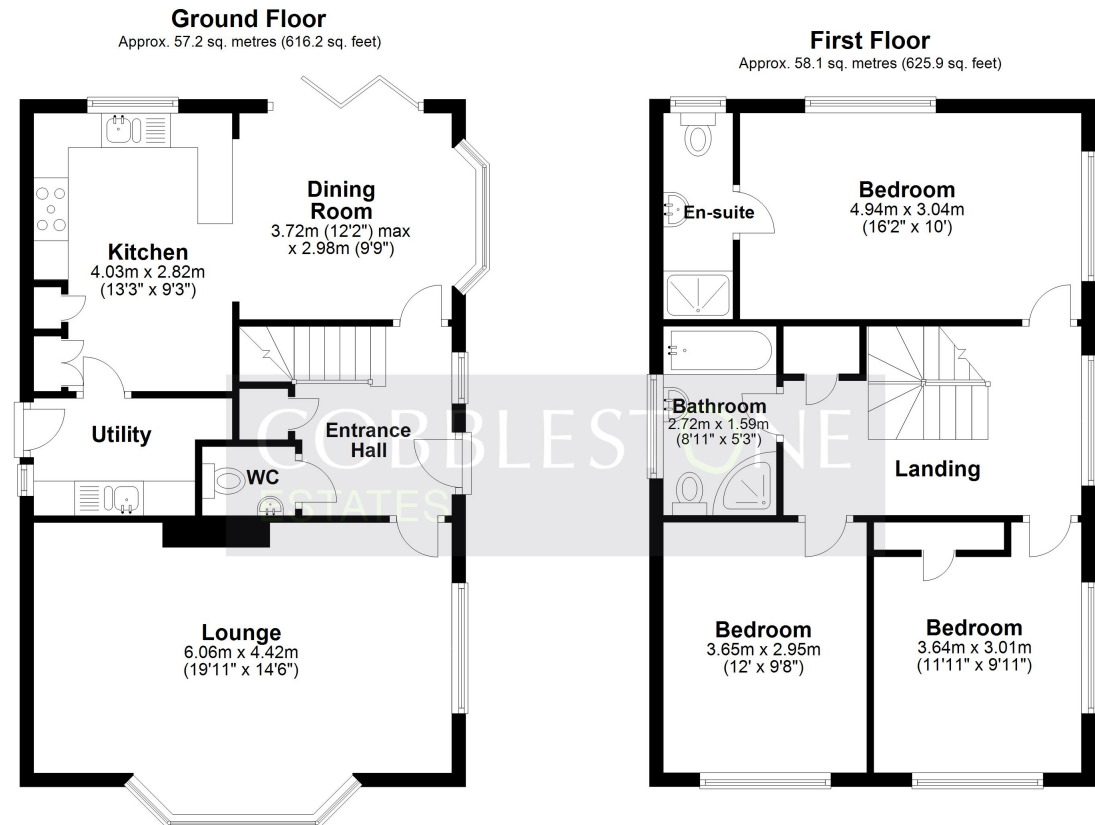 Ground Floor
Approx. 57.2 sq. metres (616.2 sq. feet)
Dining
Room
3.72m (12'2") max
x 2.98m (9'9")
Kitchen
4.03m x 2.82m
(13'3" x 9'3")
Utility
Entrance
Hall
WC
Lounge
6.06m x 4.42m
(19'11" x 14'6")
First Floor
Approx. 58.1 sq. metres (625.9 sq. feet)
Bedroom
4.94m x 3.04m
(16'2" x 10')
En-suite
Bathroom
2.72m x 1.59m
(8'11" x 5'3")
Landing
Bedroom
3.65m x 2.95m
(12' x 9'8")
Bedroom
3.64m x 3.01m
(11'11" x 9'11")
COBBLESTONE
ESTATES